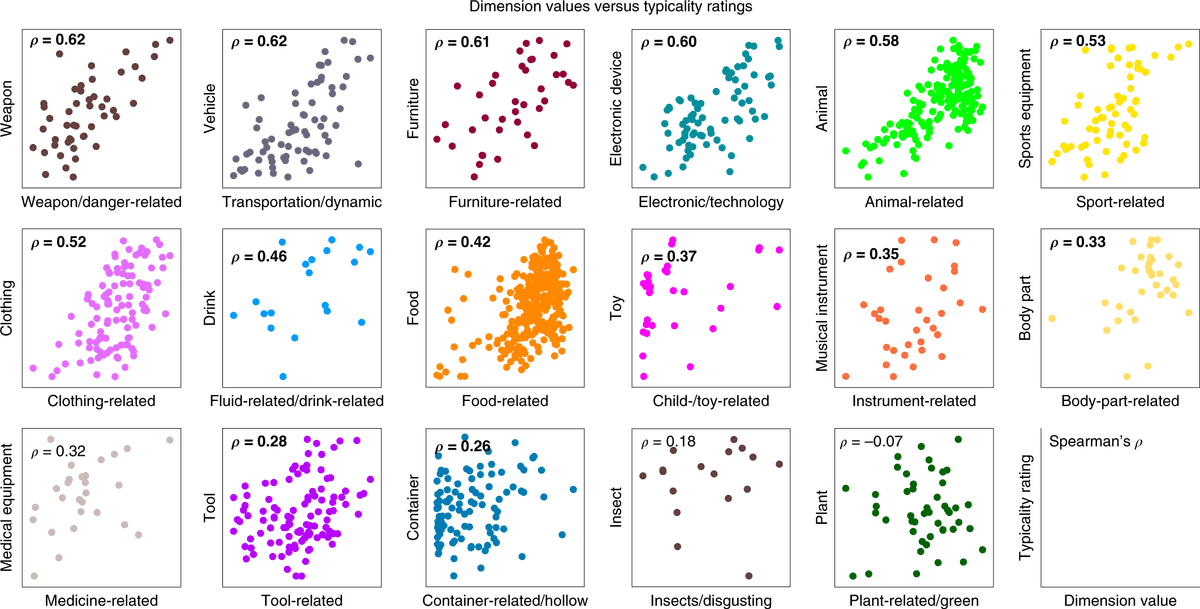 Dimension values versus typicality ratings
ρ = 0.62
Weapon
Weapon/danger-related
ρ = 0.62
Vehicle
Transportation/dynamic
ρ = 0.61
Furniture
Furniture-related
ρ = 0.60
Electronic device
Electronic/technology
ρ = 0.58
Animal
Animal-related
ρ = 0.53
Sports equipment
Sport-related
ρ = 0.52
Clothing
Clothing-related
ρ = 0.46
Drink
Fluid-related/drink-related
ρ = 0.42
Food
Food-related
ρ = 0.37
Toy
Child-/toy-related
ρ = 0.35
Musical instrument
Instrument-related
ρ = 0.33
Body part
Body-part-related
ρ = 0.32
Medical equipment
Medicine-related
ρ = 0.28
Tool
Tool-related
ρ = 0.26
Container
Container-related/hollow
ρ = 0.18
Insect
Insects/disgusting
ρ = –0.07
Plant
Plant-related/green
Spearman's ρ
Typicality rating
Dimension value